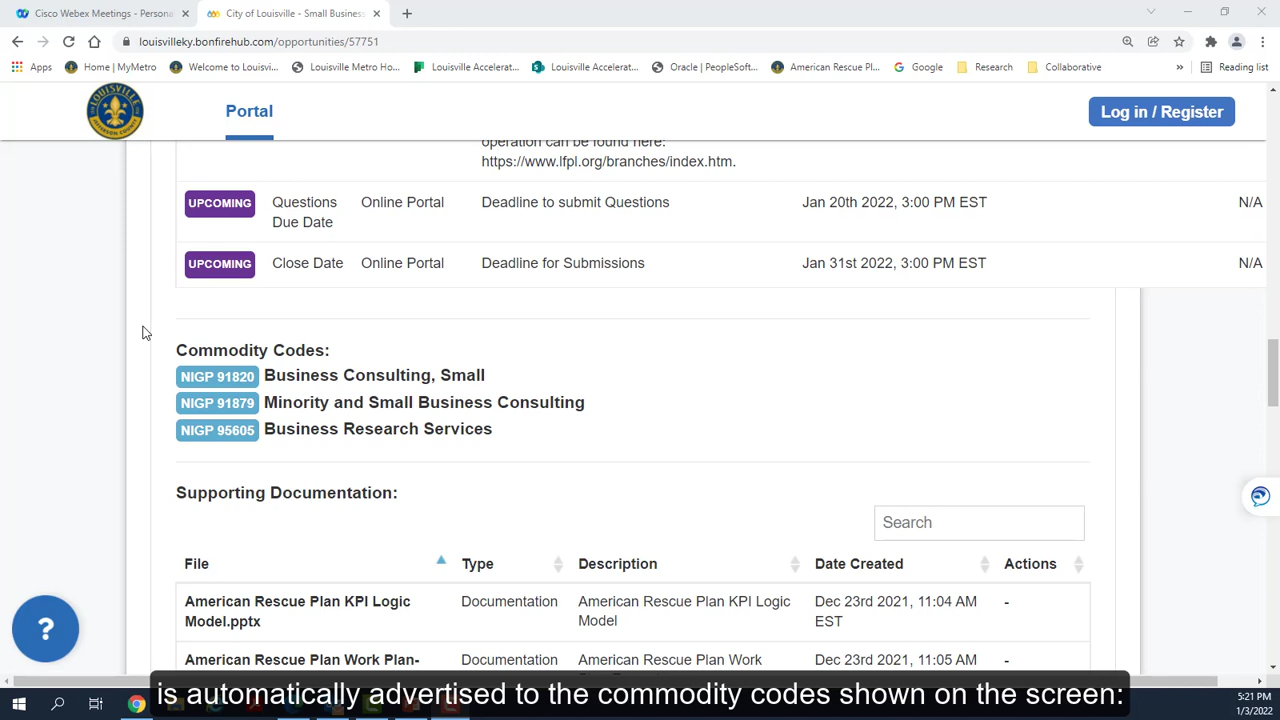 Cisco Webex Meetings - Persona
City of Louisville - Small Business
louisvilleky.bonfirehub.com/opportunities/57751
Apps
Home | MyMetro
Welcome to Louisvi...
Louisville Metro Ho...
Louisville Accelerat...
Louisville Accelerat...
Oracle | PeopleSoft...
American Rescue Pl...
Google
Research
Collaborative
»
Reading list
Portal
Log in / Register
operation can be found here:
https://www.lfpl.org/branches/index.htm.
UPCOMING Questions Online Portal Deadline to submit Questions Jan 20th 2022, 3:00 PM EST N/A
Due Date
UPCOMING Close Date Online Portal Deadline for Submissions Jan 31st 2022, 3:00 PM EST N/A
Commodity Codes:
NIGP 91820 Business Consulting, Small
NIGP 91879 Minority and Small Business Consulting
NIGP 95605 Business Research Services
Supporting Documentation:
Search
File Type Description Date Created Actions
American Rescue Plan KPI Logic Documentation American Rescue Plan KPI Logic Dec 23rd 2021, 11:04 AM -
Model.pptx Model EST
American Rescue Plan Work Plan- Documentation American Rescue Plan Work Dec 23rd 2021, 11:05 AM -
?
is automatically advertised to the commodity codes shown on the screen:
5:21 PM
1/3/2022